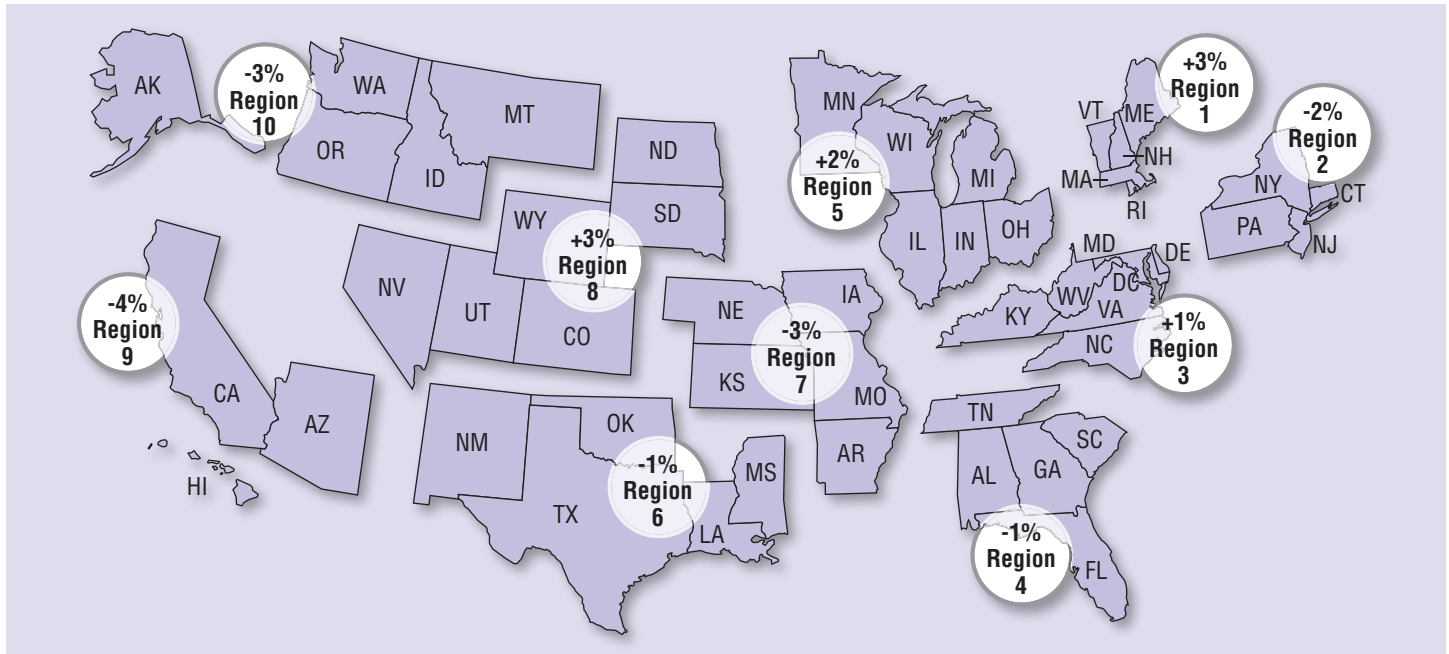 AK
-3%
Region
10
WA
MT
OR
ID
ND
SD
WY
+3%
Region
8
NV
UT
CO
-4%
Region
9
CA
AZ
HI
NM
OK
TX
-1%
Region
6
LA
MS
NE
IA
-3%
Region
7
KS
MO
AR
MN
WI
MI
+2%
Region
5
IL
IN
OH
+3%
Region
1
VT
ME
NH
MA
RI
-2%
Region
2
NY
CT
PA
NJ
MD
DE
DC
WV
VA
KY
NC
+1%
Region
3
TN
SC
AL
GA
-1%
Region
4
FL